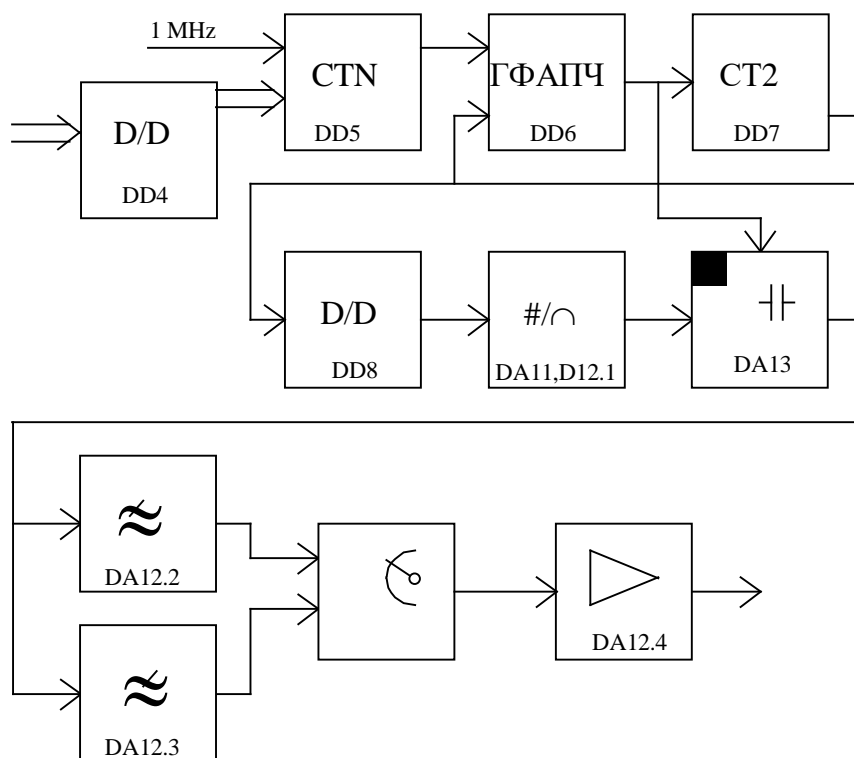 1 MHz
CTN
DD5
ГФАПЧ
DD6
CT2
DD7
D/D
DD4
D/D
DD8
#/∩
DA11,D12.1
DA13
DA12.2
DA12.3
DA12.4